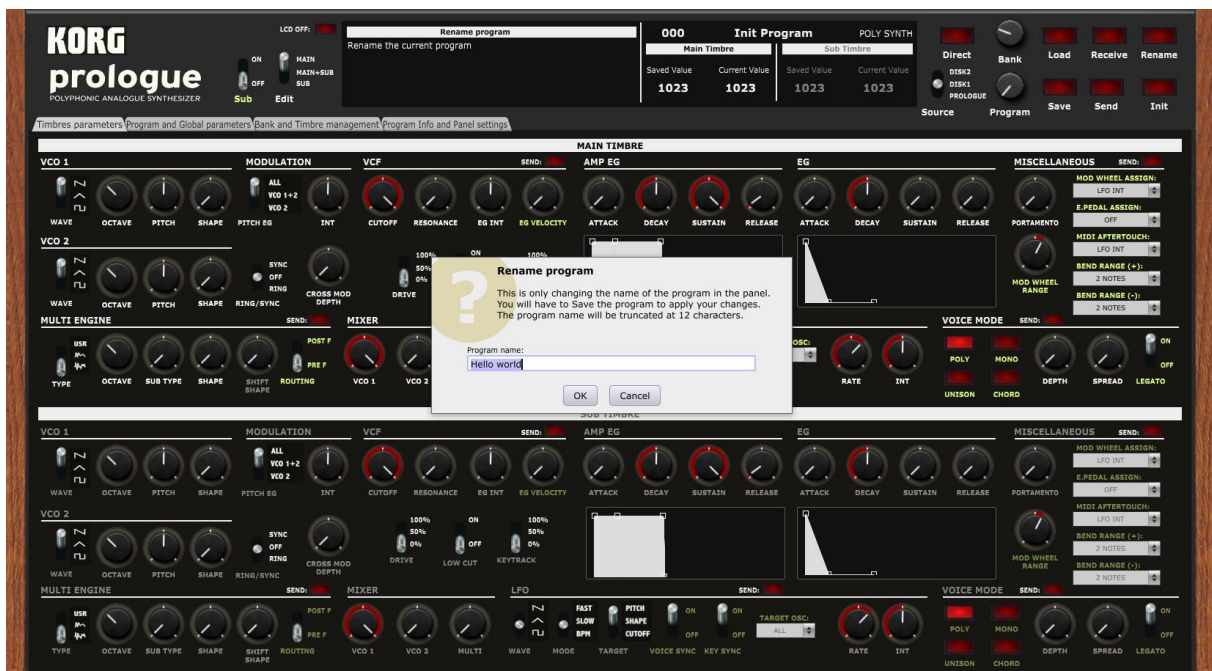 KORG
prologue
POLYPHONIC ANALOGUE SYNTHESIZER
LCD OFF:
ON
OFF
Sub
MAIN
MAIN+SUB
SUB
Edit
Rename program
Rename the current program
000 Init Program POLY SYNTH
Main Timbre Sub Timbre
Saved Value Current Value Saved Value Current Value
1023 1023 1023 1023
Direct Bank Load Receive Rename
DISK2
DISK1
PROLOGUE
Source Program Save Send Init
Timbres parameters Program and Global parameters Bank and Timbre management Program Info and Panel settings
MAIN TIMBRE
VCO 1 MODULATION VCF SEND: AMP EG EG MISCELLANEOUS SEND:
ALL
VCO 1+2
VCO 2
WAVE OCTAVE PITCH SHAPE PITCH EG INT CUTOFF RESONANCE EG INT EG VELOCITY ATTACK DECAY SUSTAIN RELEASE ATTACK DECAY SUSTAIN RELEASE PORTAMENTO
MOD WHEEL ASSIGN:
LFO INT
E.PEDAL ASSIGN:
OFF
MIDI AFTERTOUCH:
LFO INT
BEND RANGE (+):
2 NOTES
BEND RANGE (-):
2 NOTES
MOD WHEEL
RANGE
VCO 2
SYNC
OFF
RING
100%
50%
0%
ON
100%
WAVE OCTAVE PITCH SHAPE RING/SYNC CROSS MOD
DEPTH
DRIVE
Rename program
This is only changing the name of the program in the panel.
You will have to Save the program to apply your changes.
The program name will be truncated at 12 characters.
Program name:
Hello world
OK Cancel
MULTI ENGINE SEND: MIXER OSC: VOICE MODE SEND:
USR
POST F
PRE F
POLY MONO
ON
OFF
TYPE OCTAVE SUB TYPE SHAPE SHIFT
SHAPE
ROUTING VCO 1 VCO 2 RATE INT UNISON CHORD DEPTH SPREAD LEGATO
SUB TIMBRE
VCO 1 MODULATION VCF SEND: AMP EG EG MISCELLANEOUS SEND:
ALL
VCO 1+2
VCO 2
WAVE OCTAVE PITCH SHAPE PITCH EG INT CUTOFF RESONANCE EG INT EG VELOCITY ATTACK DECAY SUSTAIN RELEASE ATTACK DECAY SUSTAIN RELEASE PORTAMENTO
MOD WHEEL ASSIGN:
LFO INT
E.PEDAL ASSIGN:
OFF
MIDI AFTERTOUCH:
LFO INT
BEND RANGE (+):
2 NOTES
BEND RANGE (-):
2 NOTES
MOD WHEEL
RANGE
VCO 2
SYNC
OFF
RING
100%
50%
0%
ON
OFF
100%
50%
0%
WAVE OCTAVE PITCH SHAPE RING/SYNC CROSS MOD
DEPTH
DRIVE LOW CUT KEYTRACK
MULTI ENGINE SEND: MIXER LFO SEND: VOICE MODE SEND:
USR
POST F
PRE F
FAST
SLOW
BPM
PITCH
SHAPE
CUTOFF
ON
OFF
ON
OFF
TARGET OSC:
ALL
POLY MONO
ON
OFF
TYPE OCTAVE SUB TYPE SHAPE SHIFT
SHAPE
ROUTING VCO 1 VCO 2 MULTI WAVE MODE TARGET VOICE SYNC KEY SYNC RATE INT UNISON CHORD DEPTH SPREAD LEGATO